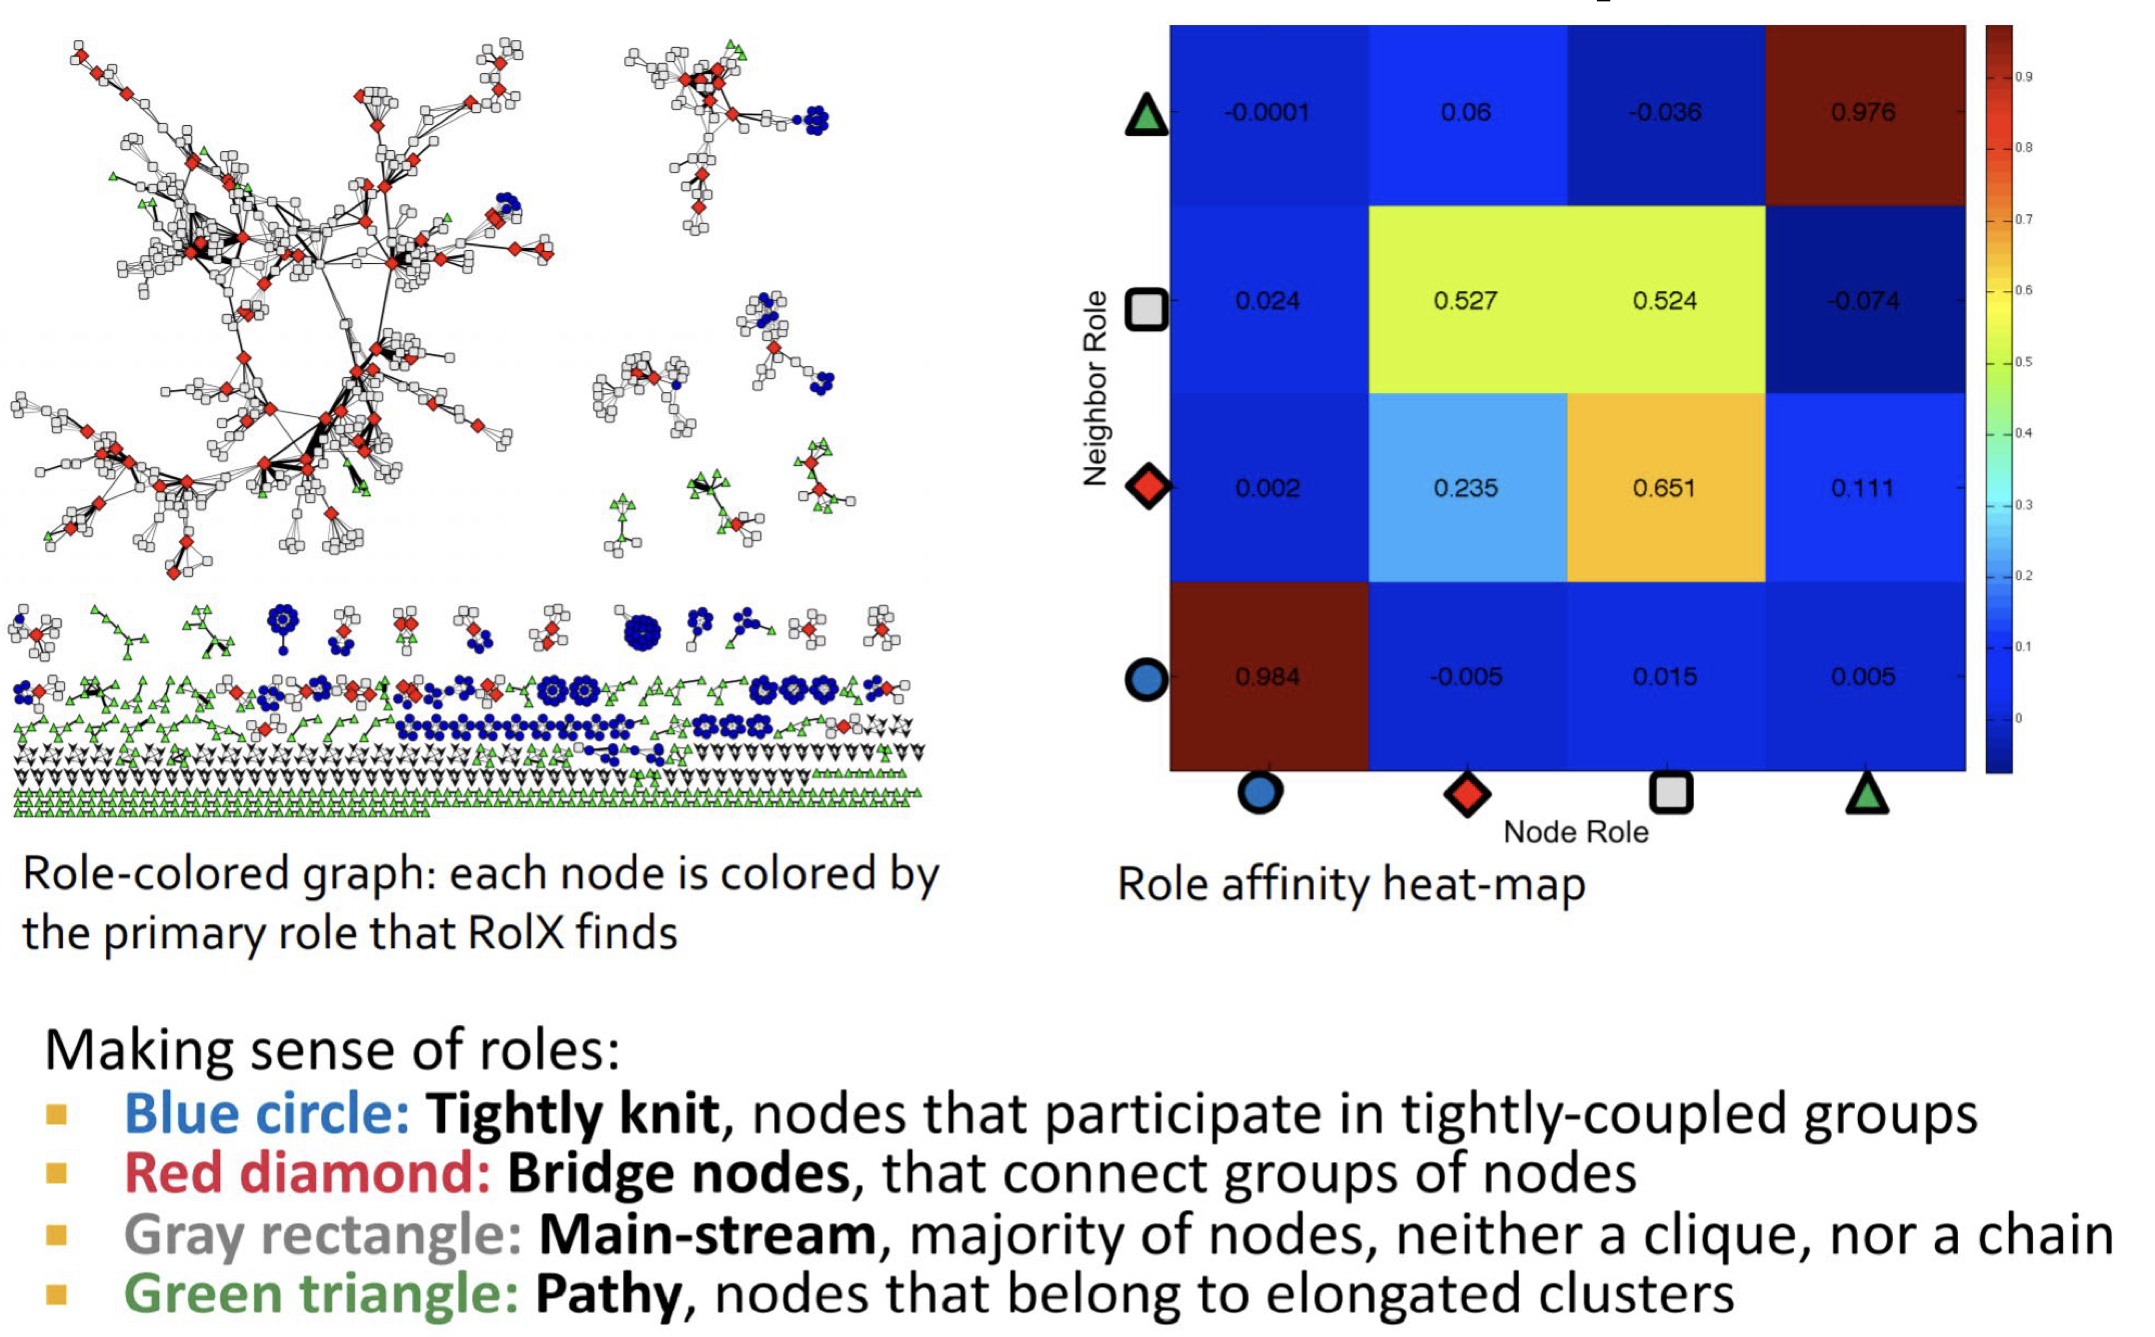 -0.0001 0.06 -0.036 0.976
0.024 0.527 0.524 -0.074
0.002 0.235 0.651 0.111
0.984 -0.005 0.015 0.005
Neighbor Role
Node Role
0.9
0.8
0.7
0.6
0.5
0.4
0.3
0.2
0.1
0
Role-colored graph: each node is colored by
the primary role that RolX finds
Role affinity heat-map
Making sense of roles:
Blue circle: Tightly knit, nodes that participate in tightly-coupled groups
Red diamond: Bridge nodes, that connect groups of nodes
Gray rectangle: Main-stream, majority of nodes, neither a clique, nor a chain
Green triangle: Pathy, nodes that belong to elongated clusters